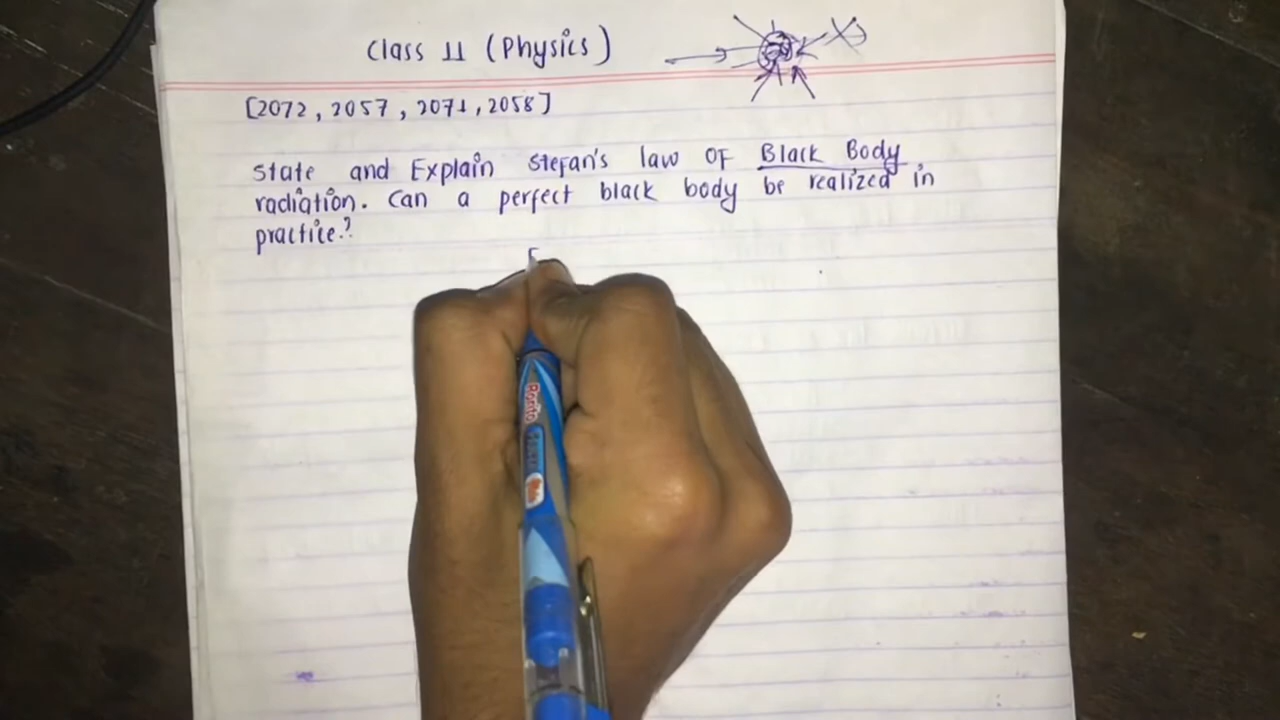 Class 11 (Physics)
[2072, 2057, 2071, 2058]
State and Explain Stefan's law OF Black Body
radiation. Can a perfect black body be realized in
practice?